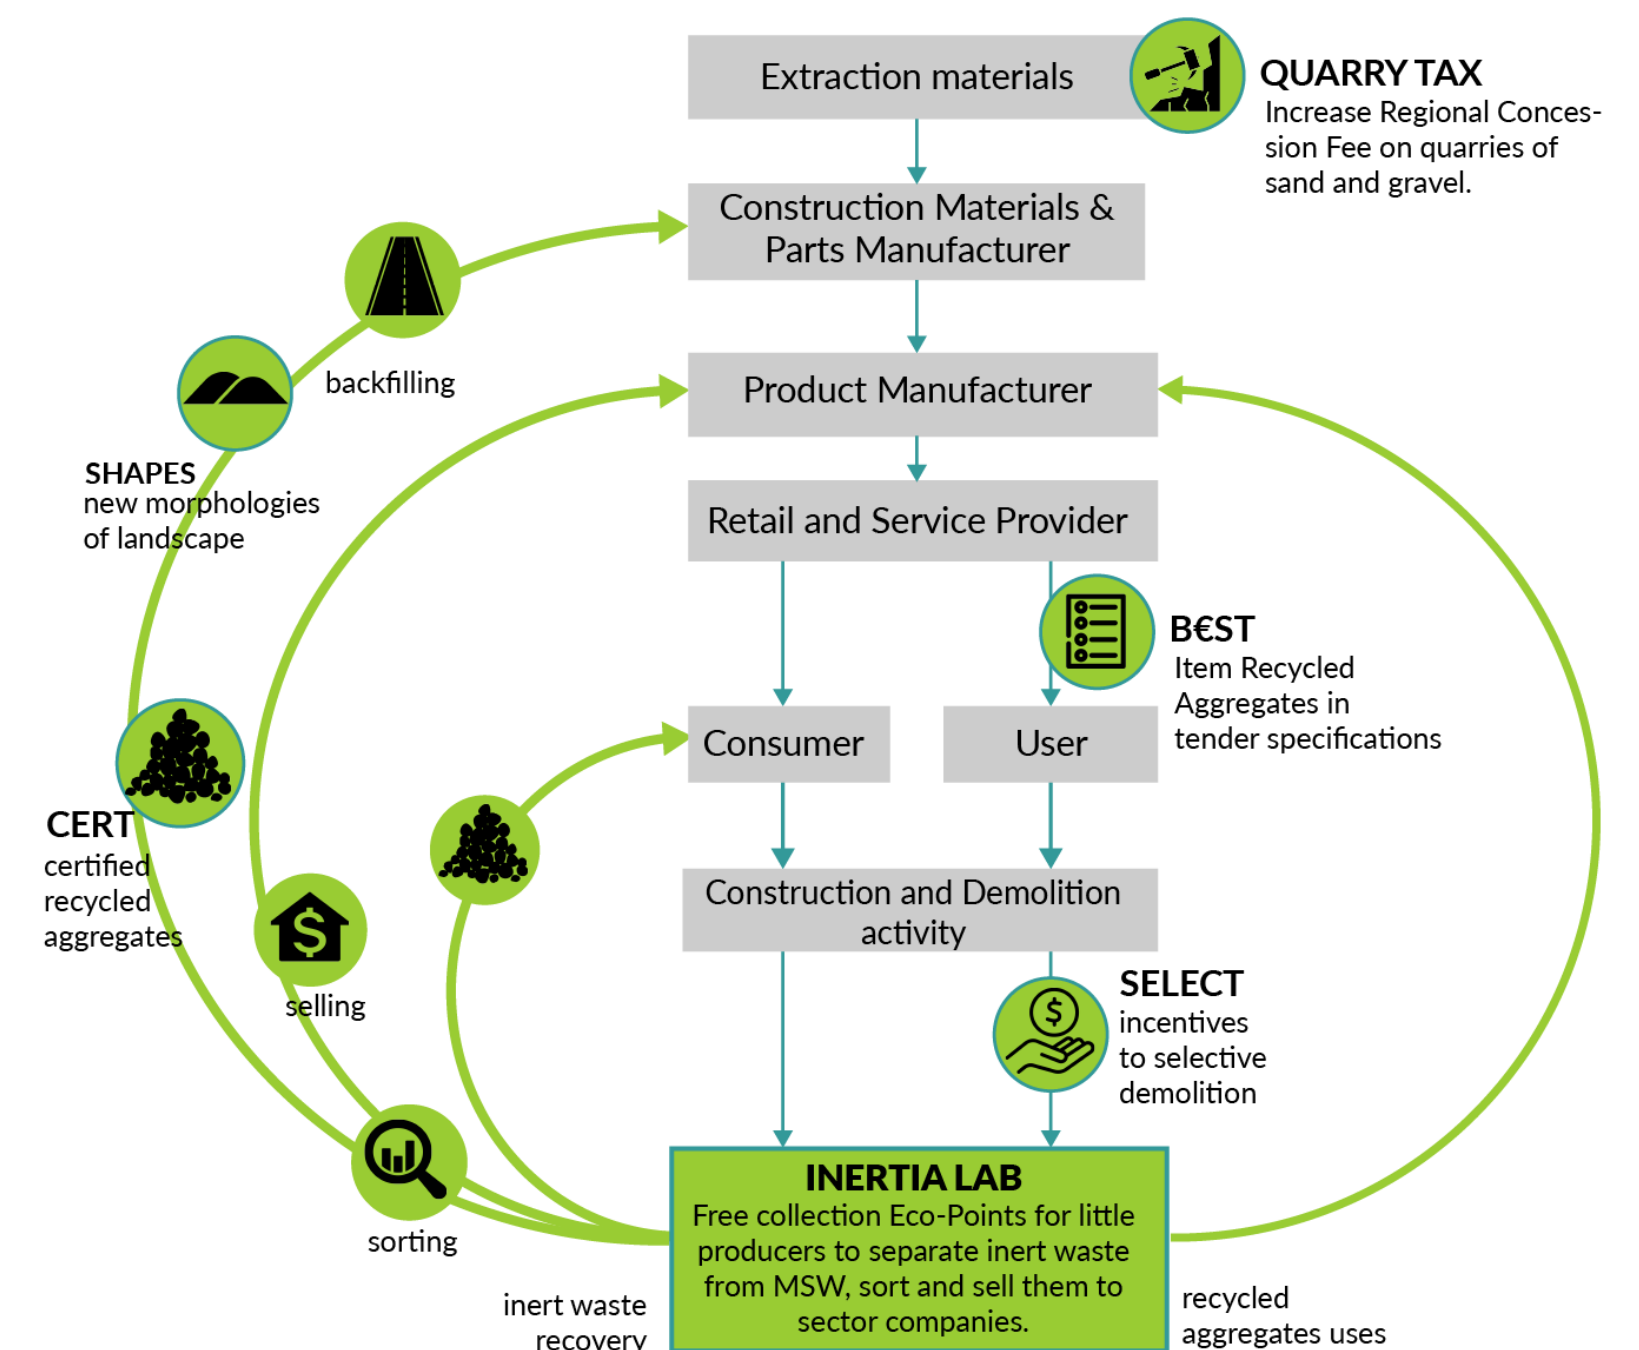 Extraction materials
QUARRY TAX
Increase Regional Conces-
sion Fee on quarries of
sand and gravel.
Construction Materials &
Parts Manufacturer
backfilling
Product Manufacturer
SHAPES
new morphologies
of landscape
Retail and Service Provider
B€ST
Item Recycled
Aggregates in
tender specifications
Consumer
User
CERT
certified
recycled
aggregates
Construction and Demolition
activity
selling
$
SELECT
incentives
to selective
demolition
$
sorting
INERTIA LAB
Free collection Eco-Points for little
producers to separate inert waste
from MSW, sort and sell them to
sector companies.
inert waste
recovery
recycled
aggregates uses